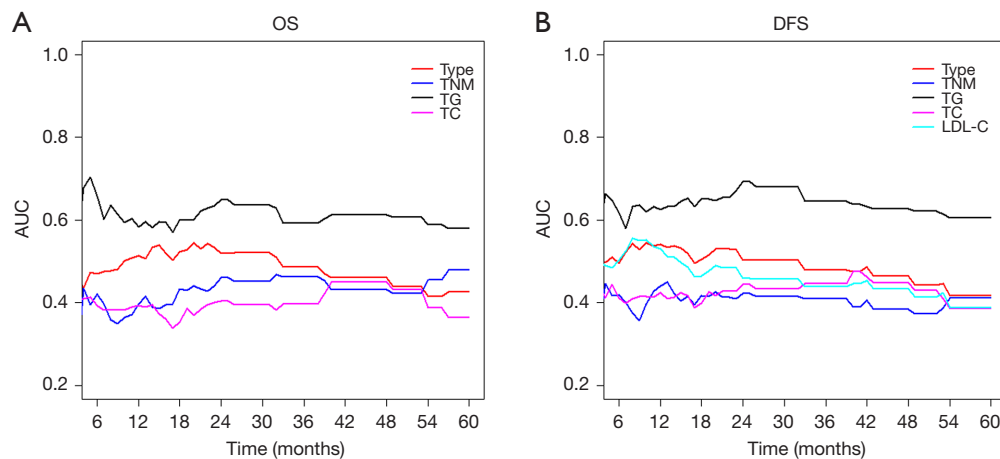 A
OS
1.0
0.8
0.6
0.4
0.2
AUC
Type
TNM
TG
TC
6 12 18 24 30 36 42 48 54 60
Time (months)
B
DFS
1.0
0.8
0.6
0.4
0.2
AUC
Type
TNM
TG
TC
LDL-C
6 12 18 24 30 36 42 48 54 60
Time (months)